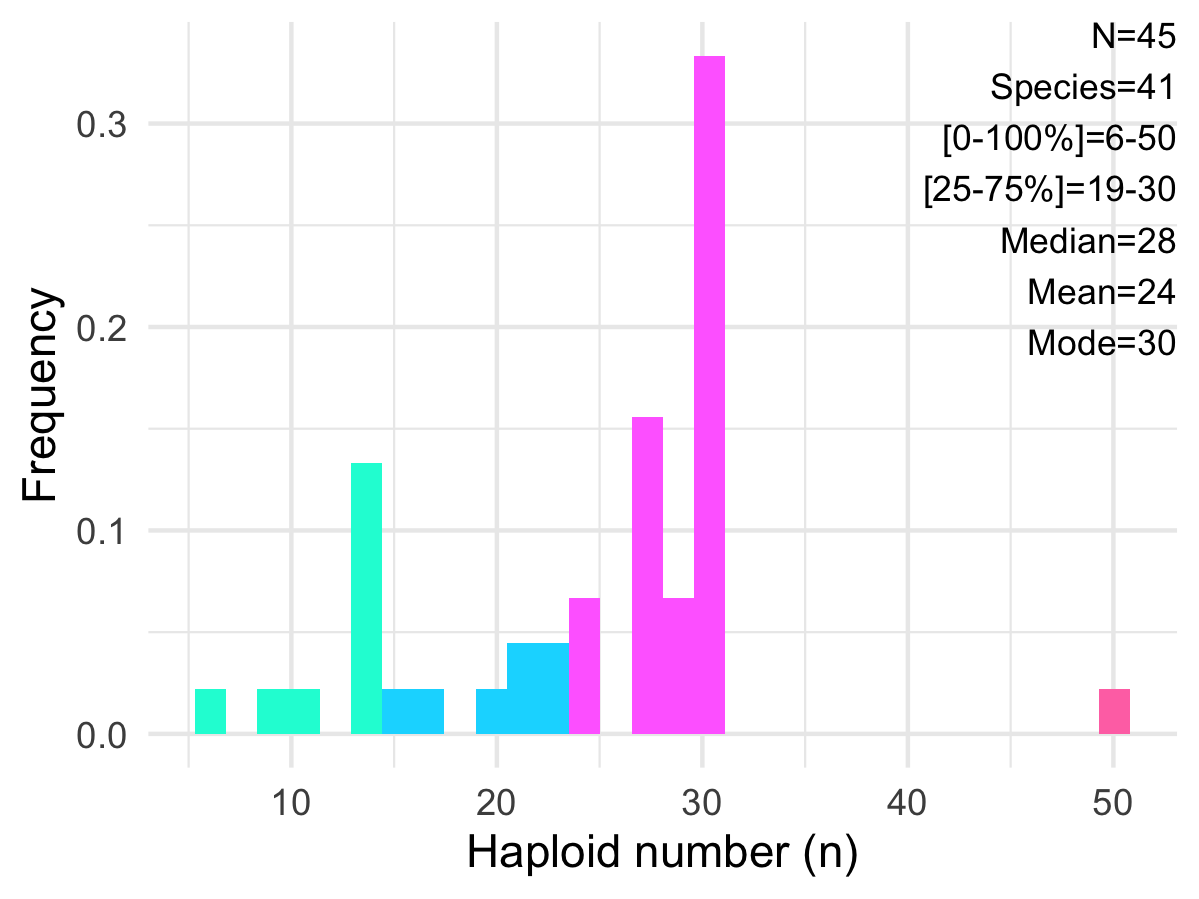 N=45
Species=41
[0-100%]=6-50
[25-75%]=19-30
Median=28
Mean=24
Mode=30
Frequency
0.3
0.2
0.1
0.0
10 20 30 40 50
Haploid number (n)